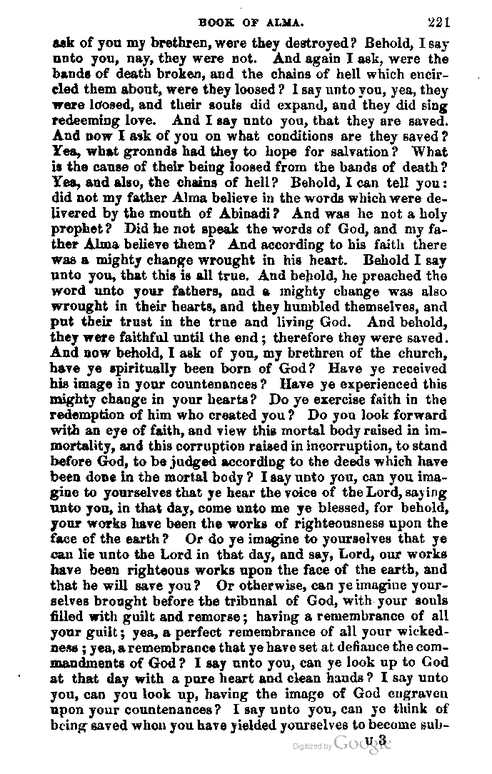 BOOK OF ALMA. 221
ask of you my brethren, were they destroyed? Behold, I say
unto you, nay, they were not. And again I ask, were the
bands of death broken, and the chains of hell which encir-
cled them about, were they loosed? I say unto you, yea, they
were loosed, and their souls did expand, and they did sing
redeeming love. And I say unto you, that they are saved.
And now I ask of you on what conditions are they saved?
Yea, what grounds had they to hope for salvation? What
is the cause of their being loosed from the bands of death?
Yea, and also, the chains of hell? Behold, I can tell you:
did not my father Alma believe in the words which were de-
livered by the mouth of Abinadi? And was he not a holy
prophet? Did he not speak the words of God, and my fa-
ther Alma believe them? And according to his faith there
was a mighty change wrought in his heart. Behold I say
unto you, that this is all true. And behold, he preached the
word unto your fathers, and a mighty change was also
wrought in their hearts, and they humbled themselves, and
put their trust in the true and living God. And behold,
they were faithful until the end; therefore they were saved.
And now behold, I ask of you, my brethren of the church,
have ye spiritually been born of God? Have ye received
his image in your countenances? Have ye experienced this
mighty change in your hearts? Do ye exercise faith in the
redemption of him who created you? Do you look forward
with an eye of faith, and view this mortal body raised in im-
mortality, and this corruption raised in incorruption, to stand
before God, to be judged according to the deeds which have
been done in the mortal body? I say unto you, can you ima-
gine to yourselves that ye hear the voice of the Lord, saying
unto you, in that day, come unto me ye blessed, for behold,
your works have been the works of righteousness upon the
face of the earth? Or do ye imagine to yourselves that ye
can lie unto the Lord in that day, and say, Lord, our works
have been righteous works upon the face of the earth, and
that he will save you? Or otherwise, can ye imagine your-
selves brought before the tribunal of God, with your souls
filled with guilt and remorse; having a remembrance of all
your guilt; yea, a perfect remembrance of all your wicked-
ness; yea, a remembrance that ye have set at defiance the com-
mandments of God? I say unto you, can ye look up to God
at that day with a pure heart and clean hands? I say unto
you, can you look up, having the image of God engraven
upon your countenances? I say unto you, can ye think of
being saved when you have yielded yourselves to become sub-
U 3
Digitized by Google